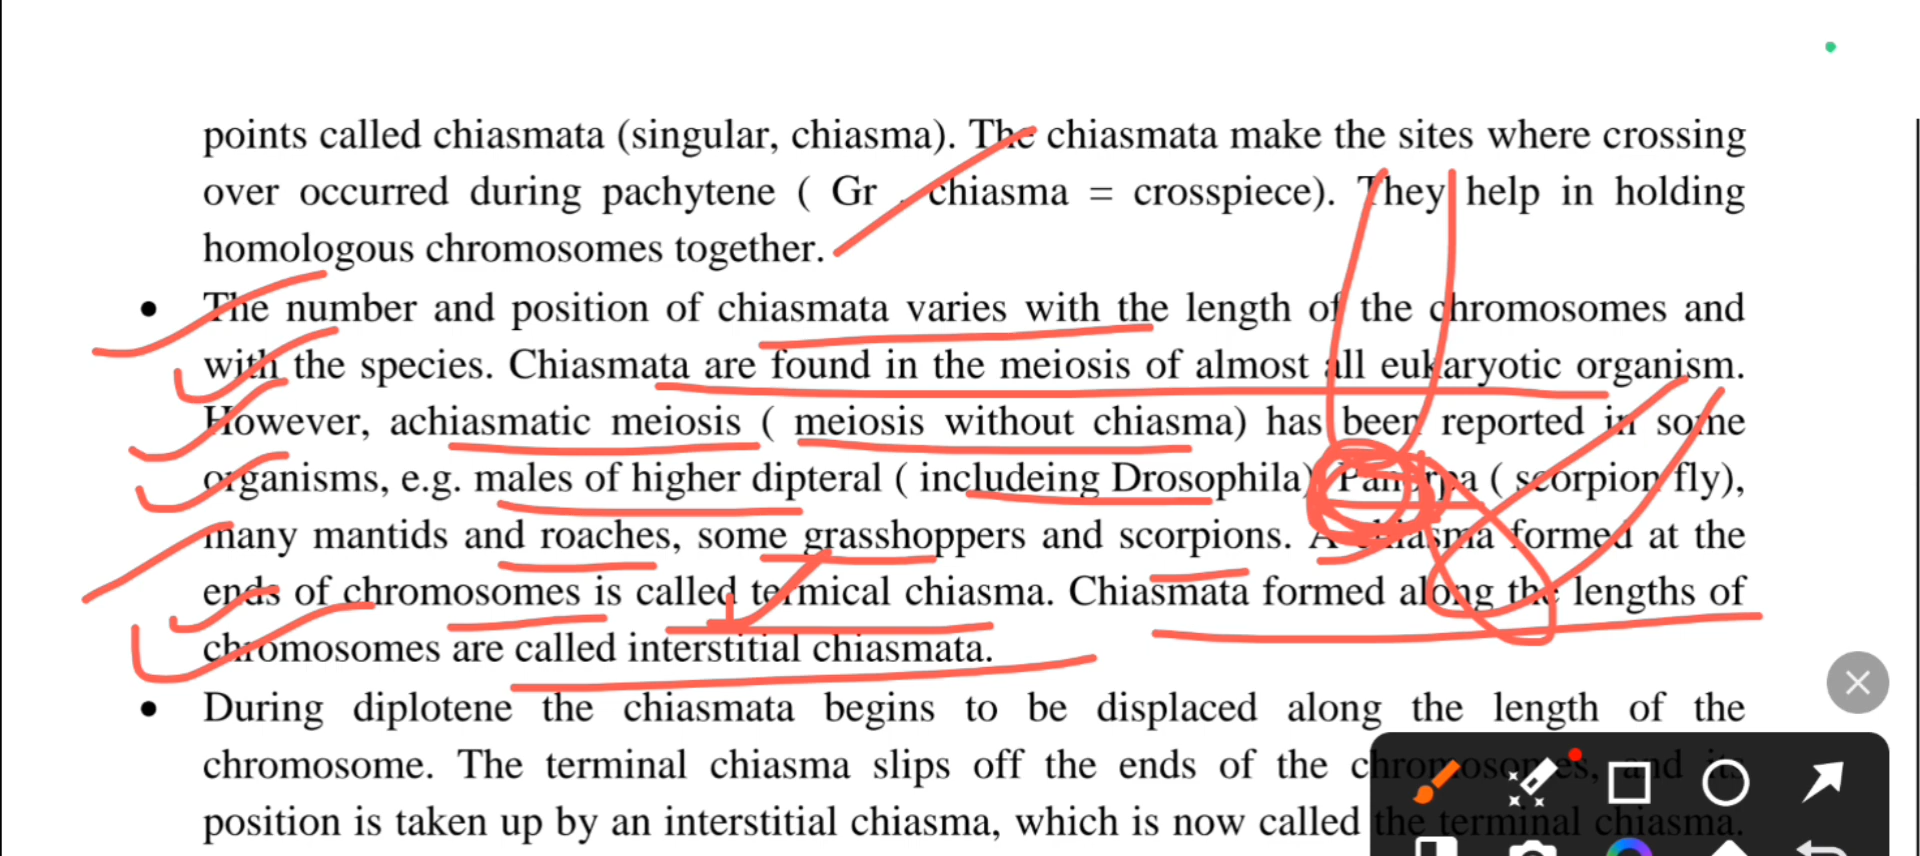 points called chiasmata (singular, chiasma). The chiasmata make the sites where crossing
over occurred during pachytene ( Gr . chiasma = crosspiece). They help in holding
homologous chromosomes together.
• The number and position of chiasmata varies with the length of the chromosomes and
with the species. Chiasmata are found in the meiosis of almost all eukaryotic organism.
However, achiasmatic meiosis ( meiosis without chiasma) has been reported in some
organisms, e.g. males of higher dipteral ( includeing Drosophila) Panorpa ( scorpion fly),
many mantids and roaches, some grasshoppers and scorpions. A chiasma formed at the
ends of chromosomes is called termical chiasma. Chiasmata formed along the lengths of
chromosomes are called interstitial chiasmata.
• During diplotene the chiasmata begins to be displaced along the length of the
chromosome. The terminal chiasma slips off the ends of the chromosomes, and its
position is taken up by an interstitial chiasma, which is now called the terminal chiasma.